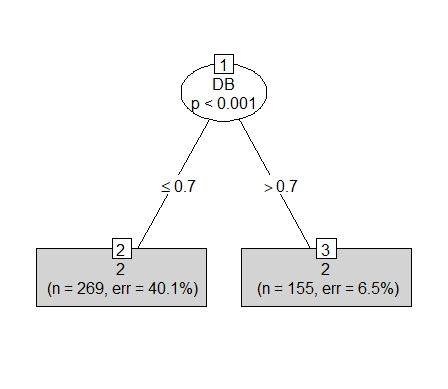 1
DB
p < 0.001
≤ 0.7
> 0.7
2
2
(n = 269, err = 40.1%)
3
2
(n = 155, err = 6.5%)